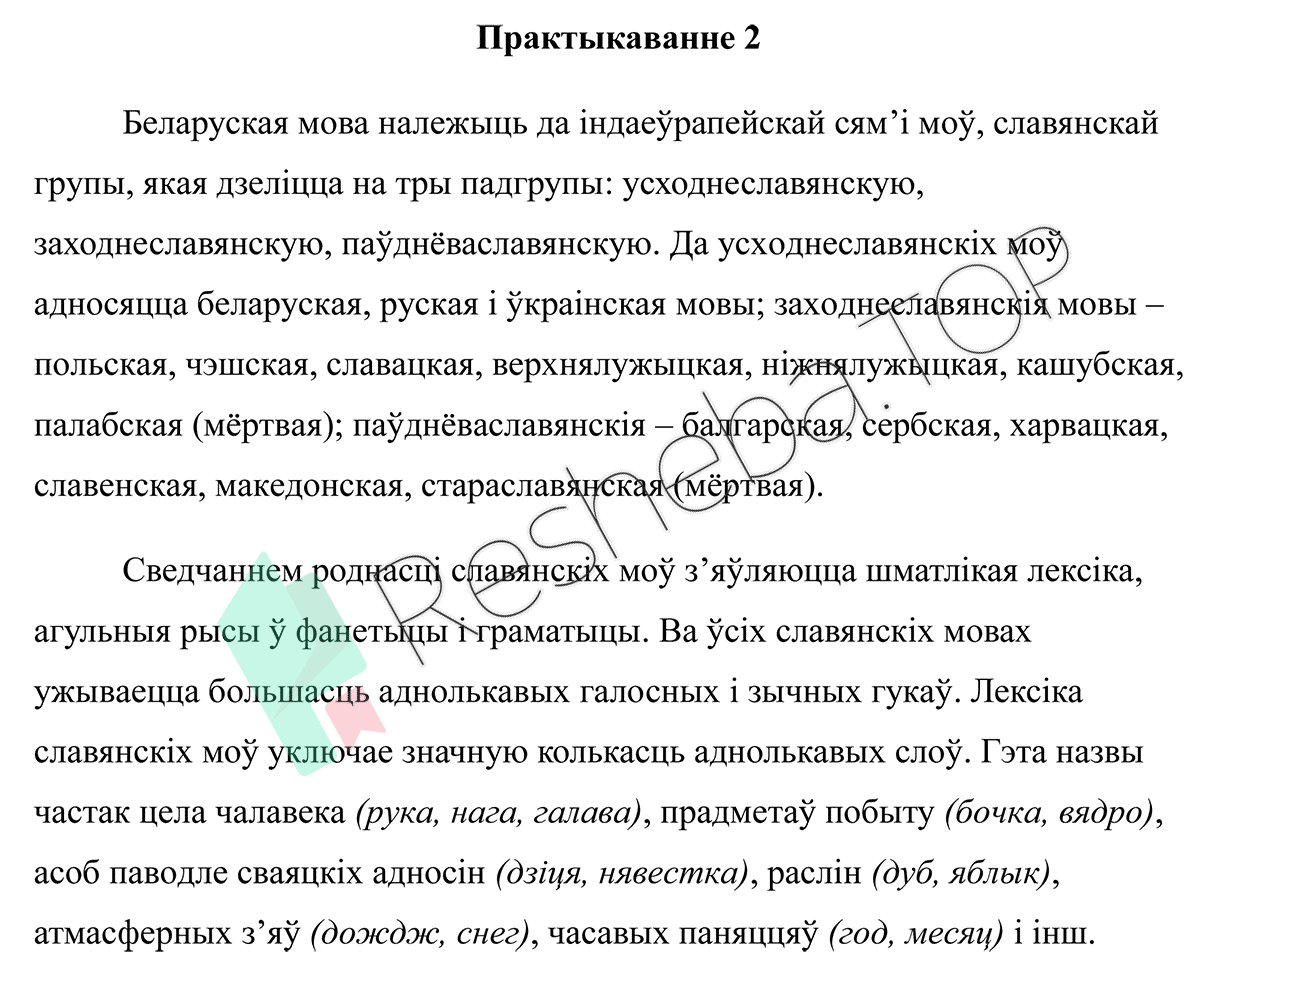 Практыкаванне 2
Беларуская мова належыць да індаеўрапейскай сям’і моў, славянскай
групы, якая дзеліцца на тры падгрупы: усходнеславянскую,
заходнеславянскую, паўднёваславянскую. Да усходнеславянскіх моў
адносяцца беларуская, руская і ўкраінская мовы; заходнеславянскія мовы –
польская, чэшская, славацкая, верхнялужыцкая, ніжнялужыцкая, кашубская,
палабская (мёртвая); паўднёваславянскія – балгарская, сербская, харвацкая,
славенская, македонская, стараславянская (мёртвая).
Сведчаннем роднасці славянскіх моў з’яўляюцца шматлікая лексіка,
агульныя рысы ў фанетыцы і граматыцы. Ва ўсіх славянскіх мовах
ужываецца большасць аднолькавых галосных і зычных гукаў. Лексіка
славянскіх моў уключае значную колькасць аднолькавых слоў. Гэта назвы
частак цела чалавека (рука, нага, галава), прадметаў побыту (бочка, вядро),
асоб паводле сваяцкіх адносін (дзіця, нявестка), раслін (дуб, яблык),
атмасферных з’яў (дождж, снег), часавых паняццяў (год, месяц) і інш.
Resheba.TOP